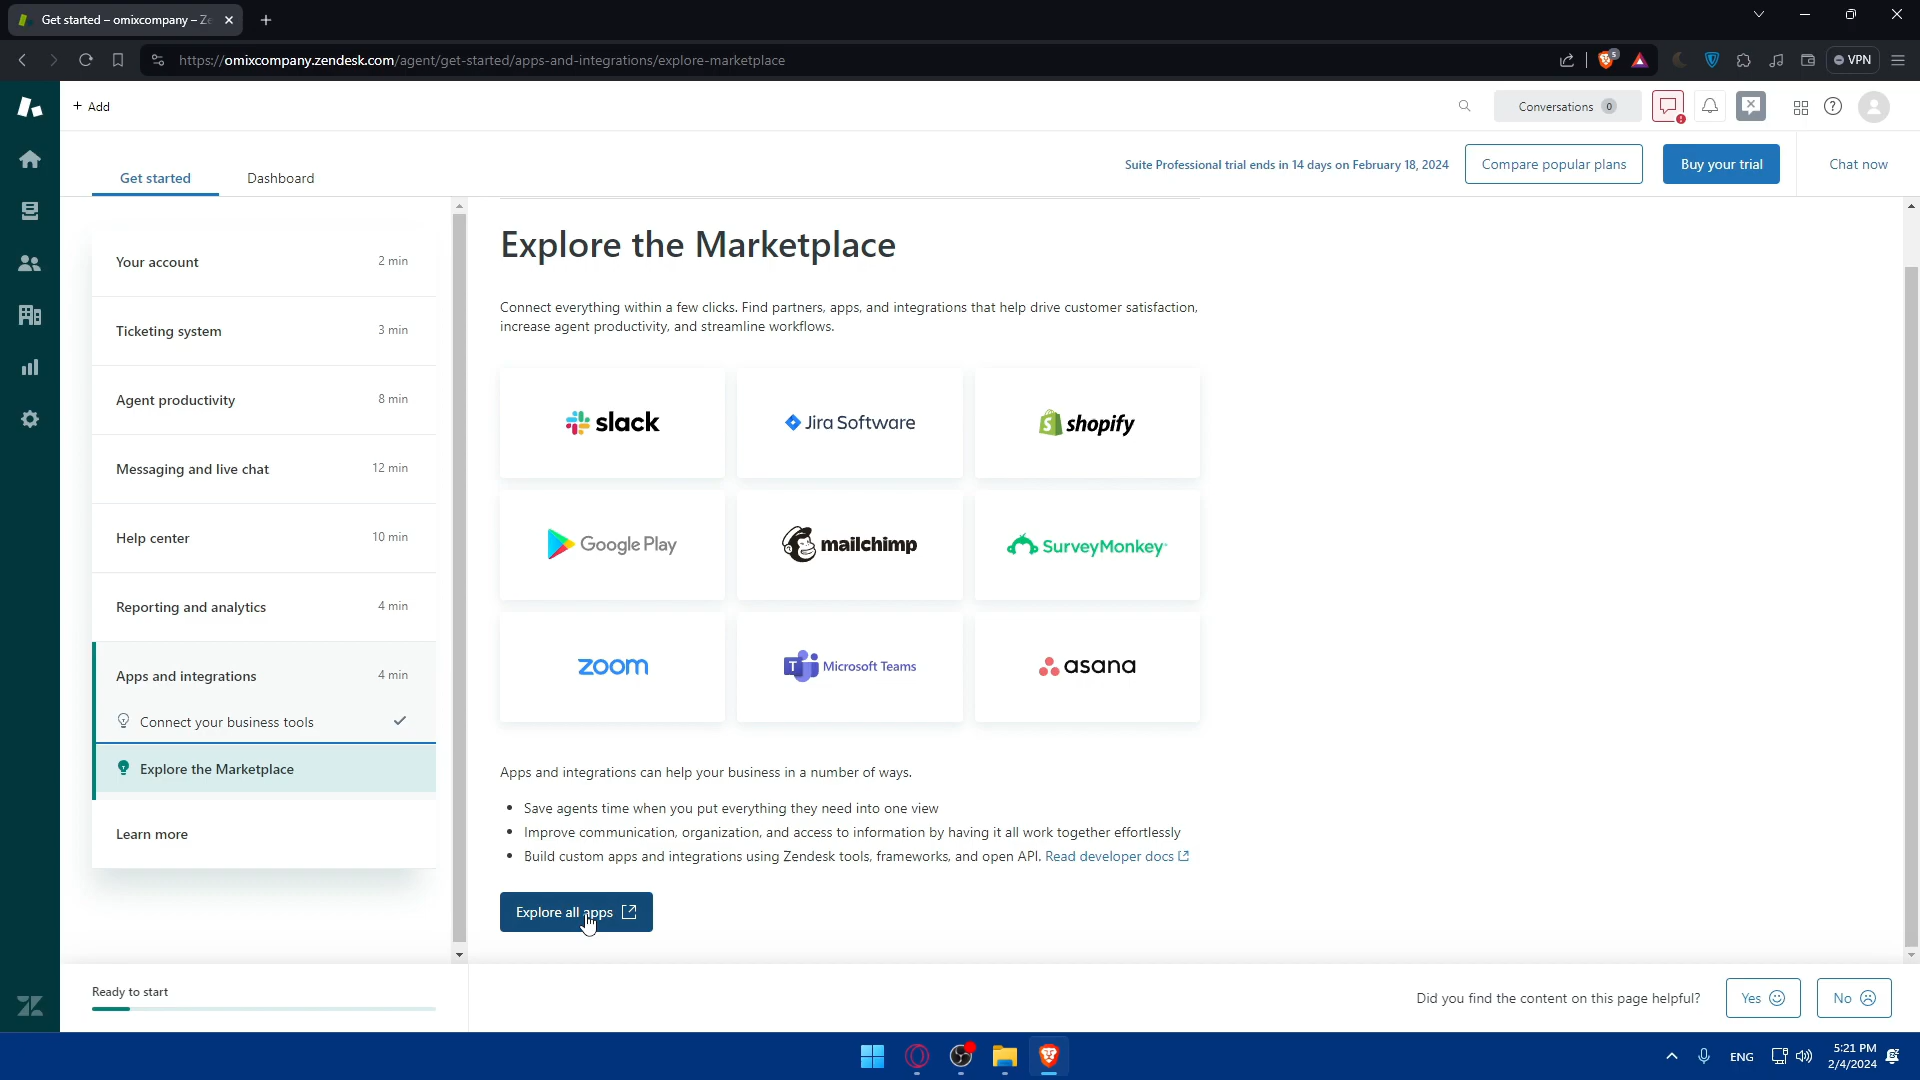 Get started – omixcompany – Ze
https://omixcompany.zendesk.com/agent/get-started/apps-and-integrations/explore-marketplace
5
VPN
+ Add
Conversations 0
Get started
Dashboard
Suite Professional trial ends in 14 days on February 18, 2024
Compare popular plans
Buy your trial
Chat now
Your account 2 min
Ticketing system 3 min
Agent productivity 8 min
Messaging and live chat 12 min
Help center 10 min
Reporting and analytics 4 min
Apps and integrations 4 min
Connect your business tools
Explore the Marketplace
Learn more
Ready to start
Explore the Marketplace
Connect everything within a few clicks. Find partners, apps, and integrations that help drive customer satisfaction,
increase agent productivity, and streamline workflows.
slack
Jira Software
shopify
Google Play
mailchimp
SurveyMonkey
zoom
Microsoft Teams
asana
Apps and integrations can help your business in a number of ways.
• Save agents time when you put everything they need into one view
• Improve communication, organization, and access to information by having it all work together effortlessly
• Build custom apps and integrations using Zendesk tools, frameworks, and open API. Read developer docs
Explore all apps
Did you find the content on this page helpful?
Yes
No
ENG
5:21 PM
2/4/2024